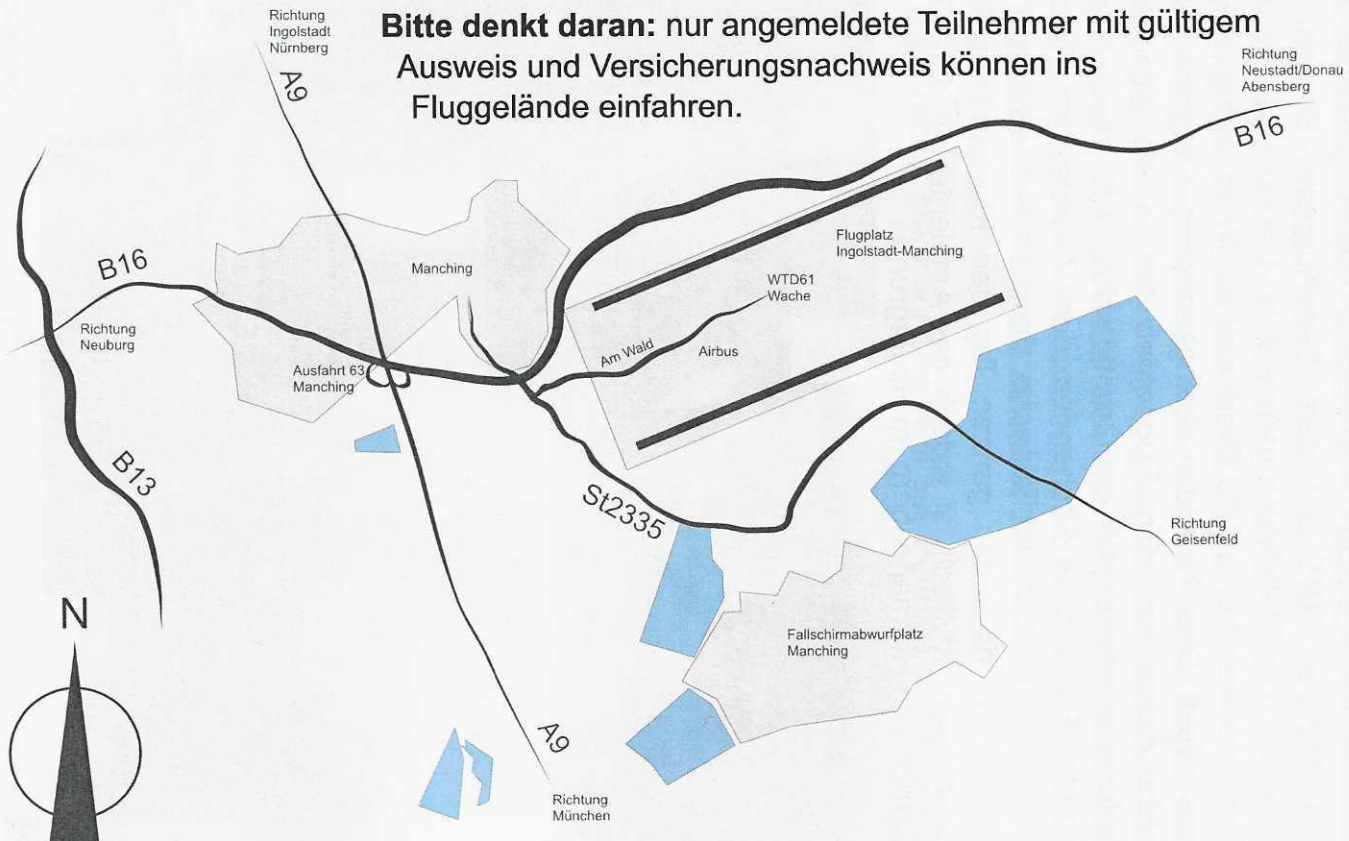 Richtung
Ingolstadt
Nürnberg
Bitte denkt daran: nur angemeldete Teilnehmer mit gültigem
Ausweis und Versicherungsnachweis können ins
Fluggelände einfahren.
Richtung
Neustadt/Donau
Abensberg
A9
B16
Flugplatz
Ingolstadt-Manching
Manching
B16
WTD61
Wache
Richtung
Neuburg
Am Wald
Airbus
Ausfahrt 63
Manching
B13
St2335
Richtung
Geisenfeld
N
Fallschirmabwurfplatz
Manching
A9
Richtung
München